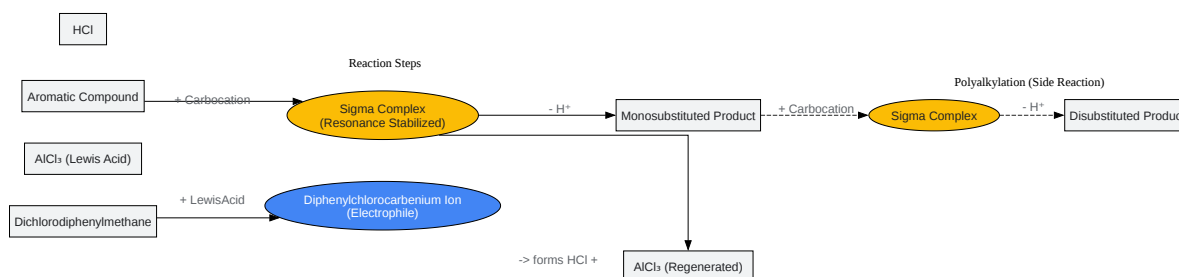 HCl
Reaction Steps
Polyalkylation (Side Reaction)
Aromatic Compound
+ Carbocation
Sigma Complex
(Resonance Stabilized)
- H⁺
Monosubstituted Product
+ Carbocation
Sigma Complex
- H⁺
Disubstituted Product
AlCl₃ (Lewis Acid)
Dichlorodiphenylmethane
+ LewisAcid
Diphenylchlorocarbenium Ion
(Electrophile)
-> forms HCl +
AlCl₃ (Regenerated)